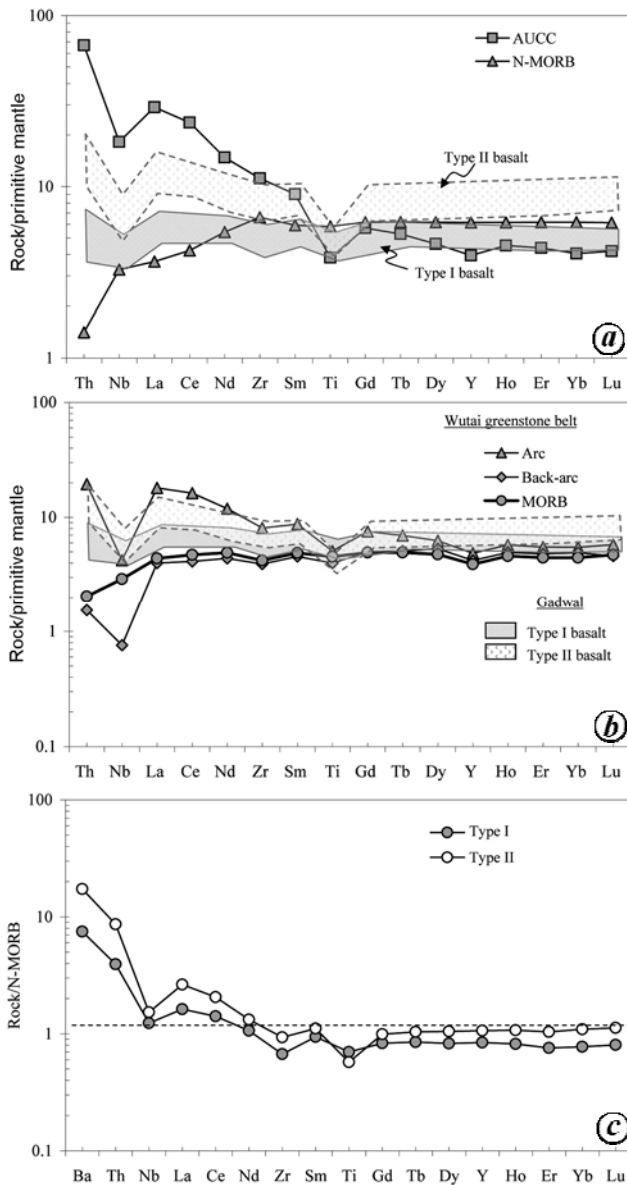 100
AUCC
N-MORB
Type II basalt
10
Rock/primitive mantle
Type I basalt
1
a
Th Nb La Ce Nd Zr Sm Ti Gd Tb Dy Y Ho Er Yb Lu
100
Wutai greenstone belt
Arc
Back-arc
MORB
10
Rock/primitive mantle
1
Gadwal
Type I basalt
Type II basalt
0.1
b
Th Nb La Ce Nd Zr Sm Ti Gd Tb Dy Y Ho Er Yb Lu
100
Type I
Type II
10
Rock/N-MORB
1
0.1
c
Ba Th Nb La Ce Nd Zr Sm Ti Gd Tb Dy Y Ho Er Yb Lu